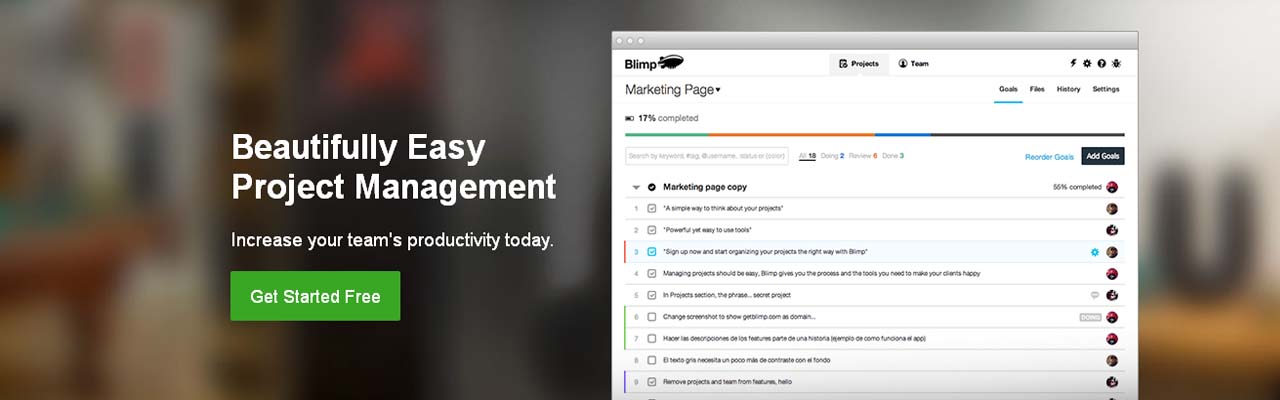 Beautifully Easy
Project Management
Increase your team's productivity today.
Get Started Free
Blimp
Projects Team
Marketing Page
Goals Files History Settings
17% completed
Search by keyword, #tag, @username, status or {color}
All 18 Doing 2 Review 6 Done 3
Reorder Goals Add Goals
Marketing page copy 55% completed
1 "A simple way to think about your projects"
2 "Powerful yet easy to use tools"
3 "Sign up now and start organizing your projects the right way with Blimp"
4 Managing projects should be easy, Blimp gives you the process and the tools you need to make your clients happy
5 In Projects section, the phrase... secret project
6 Change screenshot to show getblimp.com as domain... DOING
7 Hacer las descripciones de los features parte de una historia (ejemplo de como funciona el app)
8 El texto gris necesita un poco más de contraste con el fondo
9 Remove projects and team from features, hello